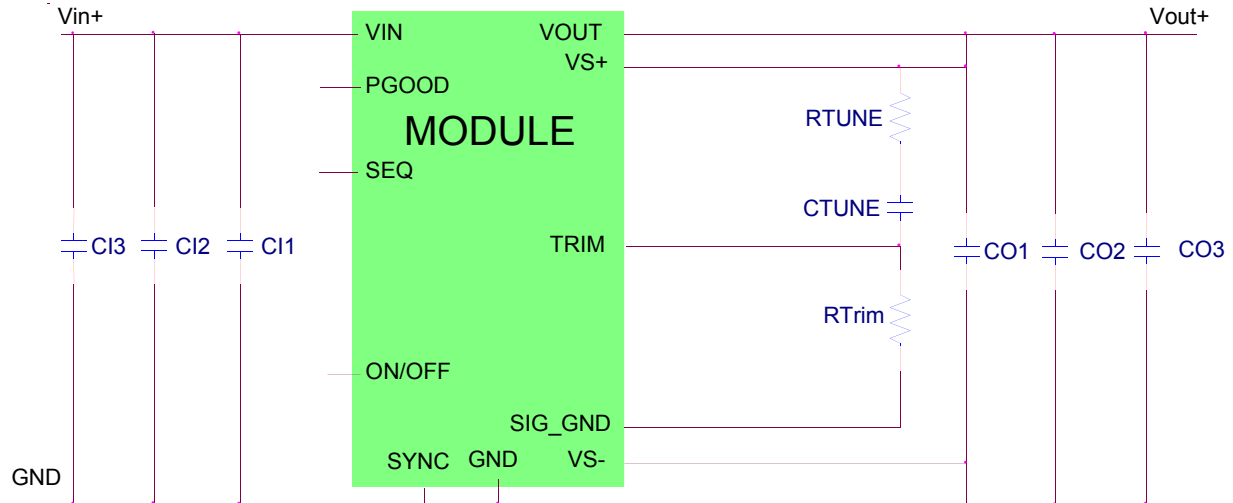 Vin+
Vout+
VIN
VOUT
VS+
PGOOD
MODULE
RTUNE
SEQ
CTUNE
TRIM
CI3
CI2
CI1
CO1
CO2
CO3
RTrim
ON/OFF
SIG_GND
SYNC
GND
VS-
GND